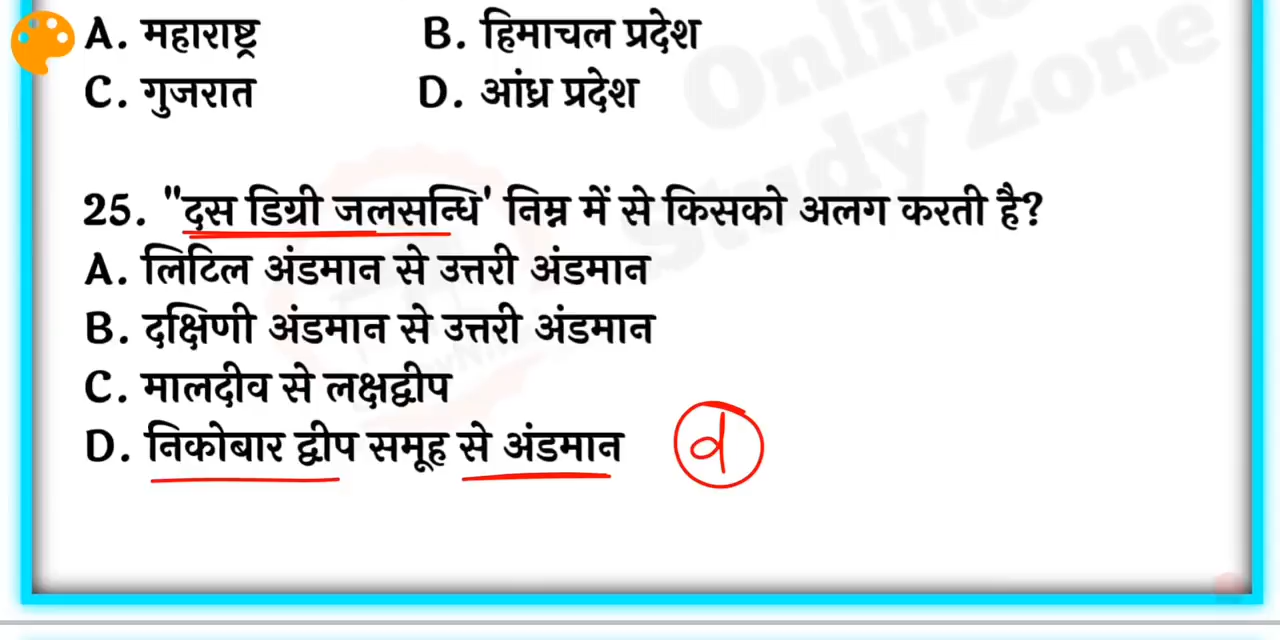 A. महाराष्ट्र B. हिमाचल प्रदेश
C. गुजरात D. आंध्र प्रदेश
Online
Study Zone
25. "दस डिग्री जलसन्धि' निम्न में से किसको अलग करती है?
A. लिटिल अंडमान से उत्तरी अंडमान
B. दक्षिणी अंडमान से उत्तरी अंडमान
C. मालदीव से लक्षद्वीप
D. निकोबार द्वीप समूह से अंडमान d